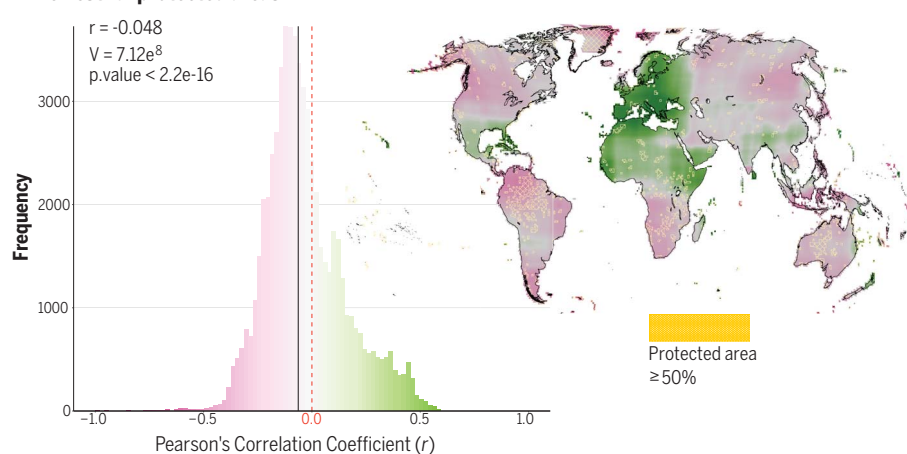 r = -0.048
V = 7.12e8
p.value < 2.2e-16
3000
2000
1000
0
Frequency
−1.0
−0.5
0.0
0.5
1.0
Pearson's Correlation Coefficient (r)
Protected area
≥50%